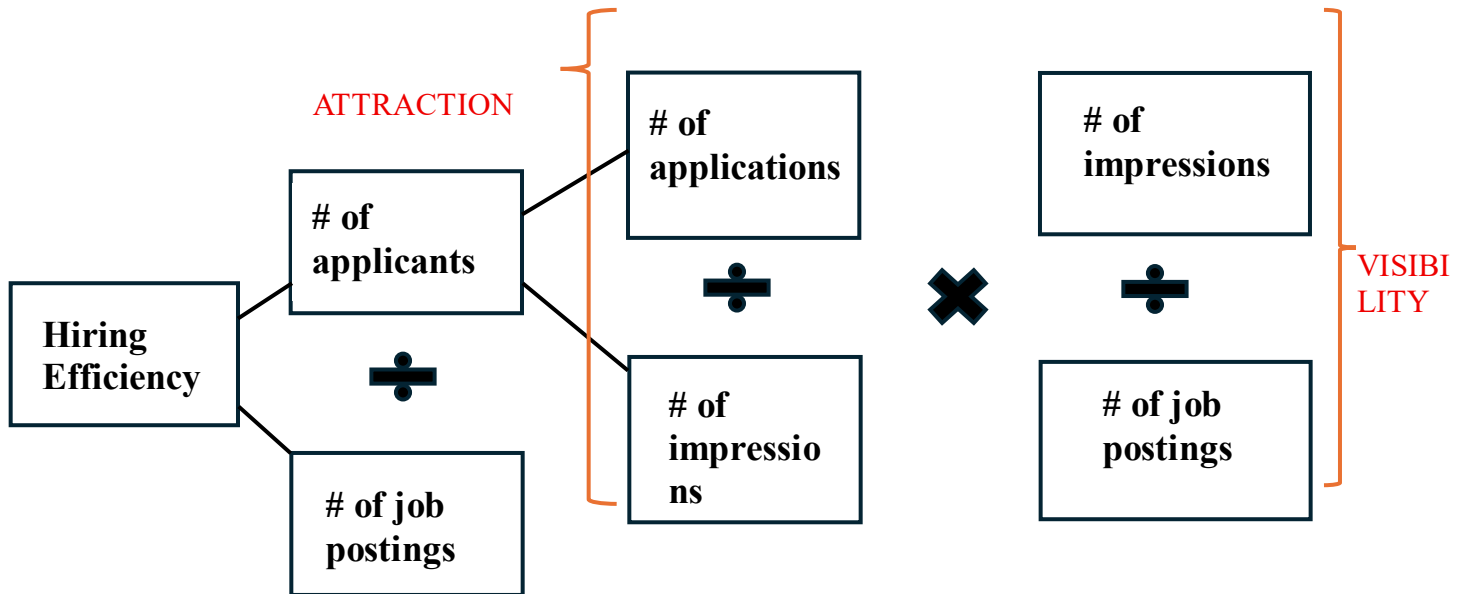 ATTRACTION
# of
applications
# of
impressions
# of
applicants
VISIBI
LITY
Hiring
Efficiency
# of
impressio
ns
# of job
postings
# of job
postings